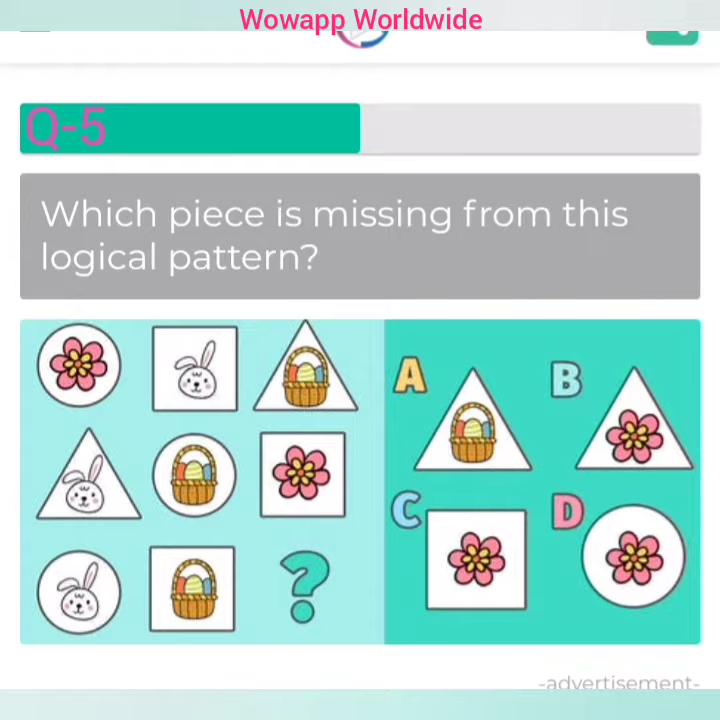 Wowapp Worldwide
Q-5
Which piece is missing from this
logical pattern?
A
B
?
C
D
-advertisement-